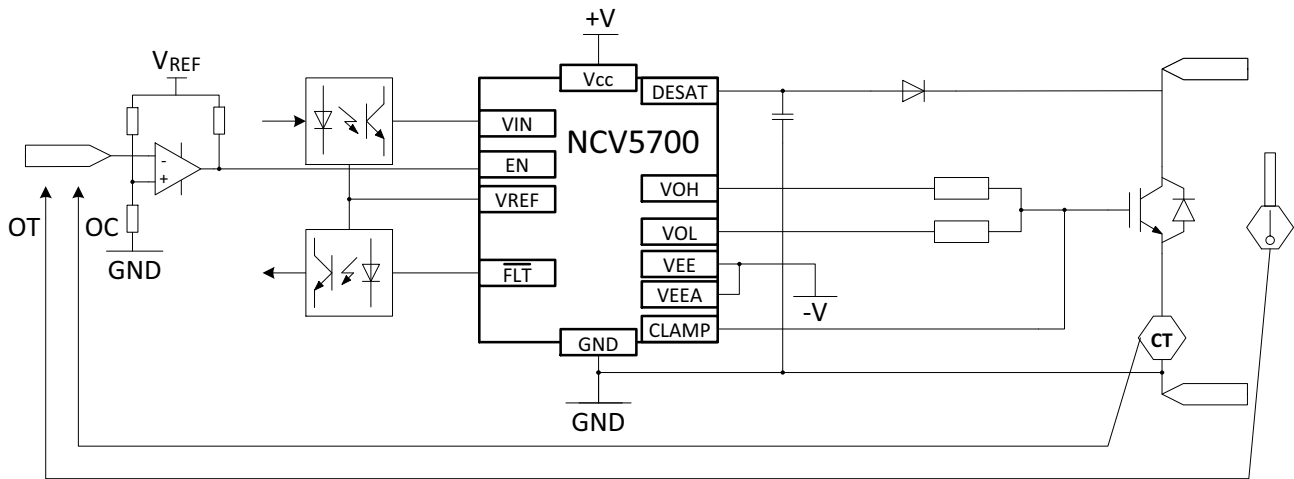 +V
VREF
Vcc
DESAT
VIN
NCV5700
EN
VOH
VREF
OT
OC
VOL
GND
VEE
FLT
VEEA
-V
CLAMP
GND
CT
GND
-
+